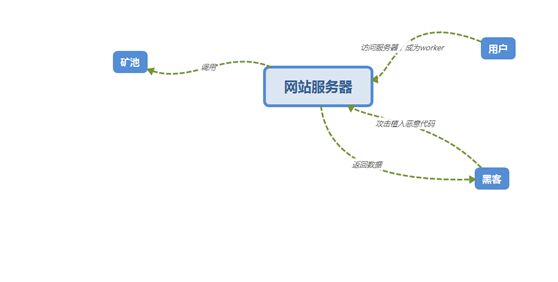 访问服务器，成为worker
用户
矿池
调用
网站服务器
攻击植入恶意代码
返回数据
黑客